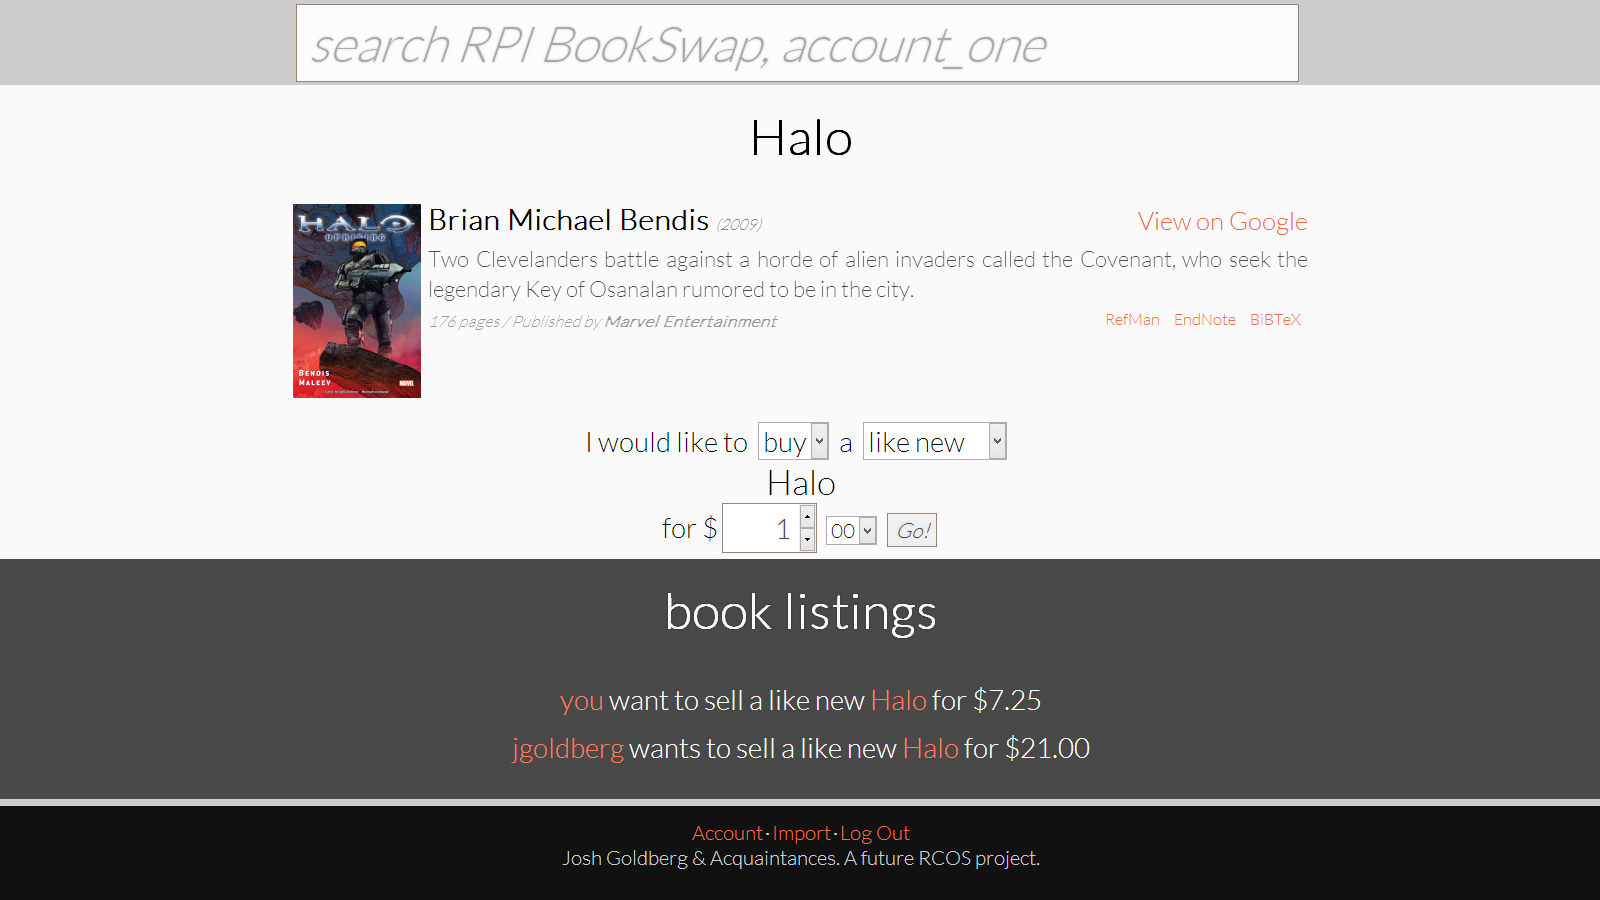 search RPI BookSwap, account_one
Halo
HALO
UPRISING
BENDIS
MALEEV
MARVEL
Brian Michael Bendis (2009)
View on Google
Two Clevelanders battle against a horde of alien invaders called the Covenant, who seek the
legendary Key of Osanalan rumored to be in the city.
176 pages / Published by Marvel Entertainment
RefMan EndNote BiBTeX
I would like to buy a like new
Halo
for $ 1 00 Go!
book listings
you want to sell a like new Halo for $7.25
jgoldberg wants to sell a like new Halo for $21.00
Account · Import · Log Out
Josh Goldberg & Acquaintances. A future RCOS project.